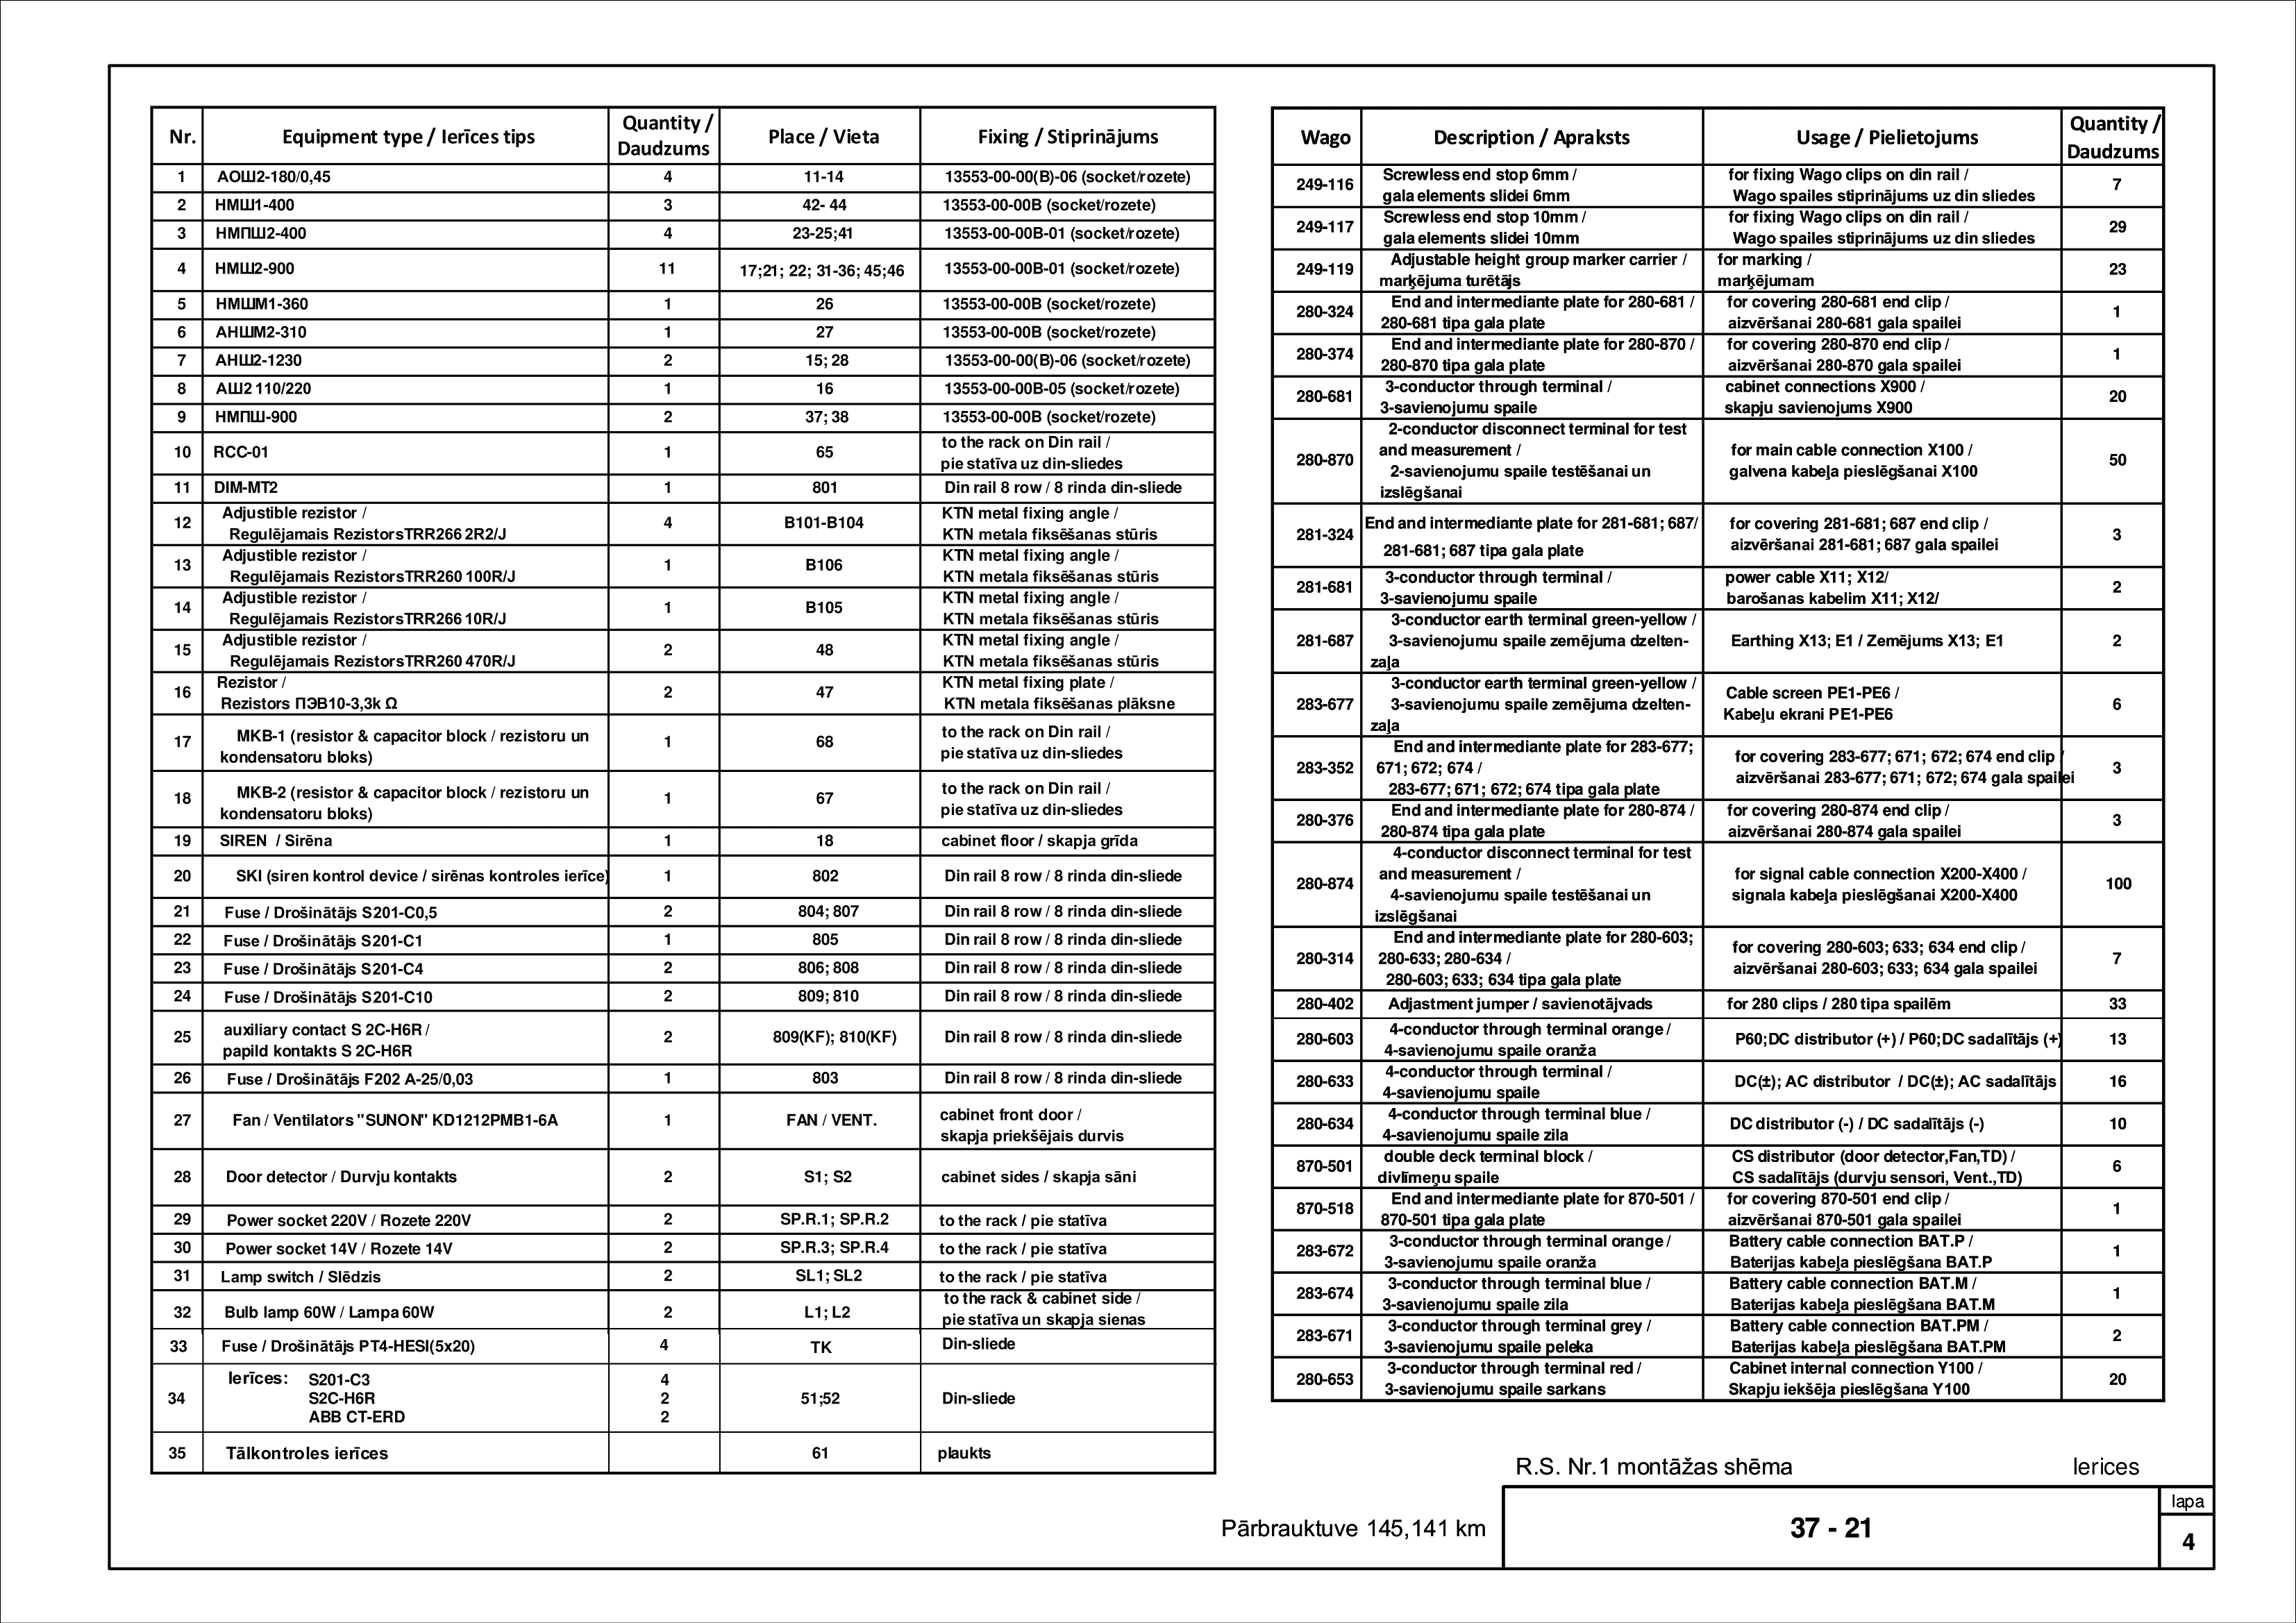 Nr. Equipment type / Ierīces tips Quantity / Daudzums Place / Vieta Fixing / Stiprinājums
1 АОШ2-180/0,45 4 11-14 13553-00-00(B)-06 (socket/rozete)
2 НМШ1-400 3 42- 44 13553-00-00B (socket/rozete)
3 НМПШ2-400 4 23-25;41 13553-00-00B-01 (socket/rozete)
4 НМШ2-900 11 17;21; 22; 31-36; 45;46 13553-00-00B-01 (socket/rozete)
5 НМШМ1-360 1 26 13553-00-00B (socket/rozete)
6 АНШМ2-310 1 27 13553-00-00B (socket/rozete)
7 АНШ2-1230 2 15; 28 13553-00-00(B)-06 (socket/rozete)
8 АШ2 110/220 1 16 13553-00-00B-05 (socket/rozete)
9 НМПШ-900 2 37; 38 13553-00-00B (socket/rozete)
10 RCC-01 1 65 to the rack on Din rail /
pie statīva uz din-sliedes
11 DIM-MT2 1 801 Din rail 8 row / 8 rinda din-sliede
12 Adjustible rezistor / 4 B101-B104 KTN metal fixing angle /
Regulējamais RezistorsTRR266 2R2/J KTN metala fiksēšanas stūris
13 Adjustible rezistor / 1 B106 KTN metal fixing angle /
Regulējamais RezistorsTRR260 100R/J KTN metala fiksēšanas stūris
14 Adjustible rezistor / 1 B105 KTN metal fixing angle /
Regulējamais RezistorsTRR266 10R/J KTN metala fiksēšanas stūris
15 Adjustible rezistor / 2 48 KTN metal fixing angle /
Regulējamais RezistorsTRR260 470R/J KTN metala fiksēšanas stūris
16 Rezistor / 2 47 KTN metal fixing plate /
Rezistors ПЭВ10-3,3k Ω KTN metala fiksēšanas plāksne
17 MKB-1 (resistor & capacitor block / rezistoru un 1 68 to the rack on Din rail /
kondensatoru bloks) pie statīva uz din-sliedes
18 MKB-2 (resistor & capacitor block / rezistoru un 1 67 to the rack on Din rail /
kondensatoru bloks) pie statīva uz din-sliedes
19 SIREN / Sirēna 1 18 cabinet floor / skapja grīda
20 SKI (siren kontrol device / sirēnas kontroles ierīce) 1 802 Din rail 8 row / 8 rinda din-sliede
21 Fuse / Drošinātājs S201-C0,5 2 804; 807 Din rail 8 row / 8 rinda din-sliede
22 Fuse / Drošinātājs S201-C1 1 805 Din rail 8 row / 8 rinda din-sliede
23 Fuse / Drošinātājs S201-C4 2 806; 808 Din rail 8 row / 8 rinda din-sliede
24 Fuse / Drošinātājs S201-C10 2 809; 810 Din rail 8 row / 8 rinda din-sliede
25 auxiliary contact S 2C-H6R / 2 809(KF); 810(KF) Din rail 8 row / 8 rinda din-sliede
papild kontakts S 2C-H6R
26 Fuse / Drošinātājs F202 A-25/0,03 1 803 Din rail 8 row / 8 rinda din-sliede
27 Fan / Ventilators "SUNON" KD1212PMB1-6A 1 FAN / VENT. cabinet front door /
skapja priekšējais durvis
28 Door detector / Durvju kontakts 2 S1; S2 cabinet sides / skapja sāni
29 Power socket 220V / Rozete 220V 2 SP.R.1; SP.R.2 to the rack / pie statīva
30 Power socket 14V / Rozete 14V 2 SP.R.3; SP.R.4 to the rack / pie statīva
31 Lamp switch / Slēdzis 2 SL1; SL2 to the rack / pie statīva
32 Bulb lamp 60W / Lampa 60W 2 L1; L2 to the rack & cabinet side /
pie statīva un skapja sienas
33 Fuse / Drošinātājs PT4-HESI(5x20) 4 TK Din-sliede
34 Ierīces: S201-C3 4 51;52 Din-sliede
S2C-H6R 2
ABB CT-ERD 2
35 Tālkontroles ierīces 61 plaukts
Wago Description / Apraksts Usage / Pielietojums Quantity / Daudzums
249-116 Screwless end stop 6mm / for fixing Wago clips on din rail / 7
gala elements slidei 6mm Wago spailes stiprinājums uz din sliedes
249-117 Screwless end stop 10mm / for fixing Wago clips on din rail / 29
gala elements slidei 10mm Wago spailes stiprinājums uz din sliedes
249-119 Adjustable height group marker carrier / for marking / 23
marķējuma turētājs marķējumam
280-324 End and intermediante plate for 280-681 / for covering 280-681 end clip / 1
280-681 tipa gala plate aizvēršanai 280-681 gala spailei
280-374 End and intermediante plate for 280-870 / for covering 280-870 end clip / 1
280-870 tipa gala plate aizvēršanai 280-870 gala spailei
280-681 3-conductor through terminal / cabinet connections X900 / 20
3-savienojumu spaile skapju savienojums X900
280-870 2-conductor disconnect terminal for test for main cable connection X100 / 50
and measurement / galvena kabeļa pieslēgšanai X100
2-savienojumu spaile testēšanai un
izslēgšanai
281-324 End and intermediante plate for 281-681; 687/ for covering 281-681; 687 end clip / 3
281-681; 687 tipa gala plate aizvēršanai 281-681; 687 gala spailei
281-681 3-conductor through terminal / power cable X11; X12/ 2
3-savienojumu spaile barošanas kabelim X11; X12/
281-687 3-conductor earth terminal green-yellow / Earthing X13; E1 / Zemējums X13; E1 2
3-savienojumu spaile zemējuma dzelten-
zaļa
283-677 3-conductor earth terminal green-yellow / Cable screen PE1-PE6 / 6
3-savienojumu spaile zemējuma dzelten- Kabeļu ekrani PE1-PE6
zaļa
283-352 End and intermediante plate for 283-677; for covering 283-677; 671; 672; 674 end clip / 3
671; 672; 674 / aizvēršanai 283-677; 671; 672; 674 gala spailei
283-677; 671; 672; 674 tipa gala plate
280-376 End and intermediante plate for 280-874 / for covering 280-874 end clip / 3
280-874 tipa gala plate aizvēršanai 280-874 gala spailei
280-874 4-conductor disconnect terminal for test for signal cable connection X200-X400 / 100
and measurement / signala kabeļa pieslēgšanai X200-X400
4-savienojumu spaile testēšanai un
izslēgšanai
280-314 End and intermediante plate for 280-603; for covering 280-603; 633; 634 end clip / 7
280-633; 280-634 / aizvēršanai 280-603; 633; 634 gala spailei
280-603; 633; 634 tipa gala plate
280-402 Adjastment jumper / savienotājvads for 280 clips / 280 tipa spailēm 33
280-603 4-conductor through terminal orange / P60;DC distributor (+) / P60;DC sadalītājs (+) 13
4-savienojumu spaile oranža
280-633 4-conductor through terminal / DC(±); AC distributor / DC(±); AC sadalītājs 16
4-savienojumu spaile
280-634 4-conductor through terminal blue / DC distributor (-) / DC sadalītājs (-) 10
4-savienojumu spaile zila
870-501 double deck terminal block / CS distributor (door detector,Fan,TD) / 6
divlīmeņu spaile CS sadalītājs (durvju sensori, Vent.,TD)
870-518 End and intermediante plate for 870-501 / for covering 870-501 end clip / 1
870-501 tipa gala plate aizvēršanai 870-501 gala spailei
283-672 3-conductor through terminal orange / Battery cable connection BAT.P / 1
3-savienojumu spaile oranža Baterijas kabeļa pieslēgšana BAT.P
283-674 3-conductor through terminal blue / Battery cable connection BAT.M / 1
3-savienojumu spaile zila Baterijas kabeļa pieslēgšana BAT.M
283-671 3-conductor through terminal grey / Battery cable connection BAT.PM / 2
3-savienojumu spaile peleka Baterijas kabeļa pieslēgšana BAT.PM
280-653 3-conductor through terminal red / Cabinet internal connection Y100 / 20
3-savienojumu spaile sarkans Skapju iekšēja pieslēgšana Y100
R.S. Nr.1 montāžas shēma Ierices
Pārbrauktuve 145,141 km 37 - 21 lapa
4